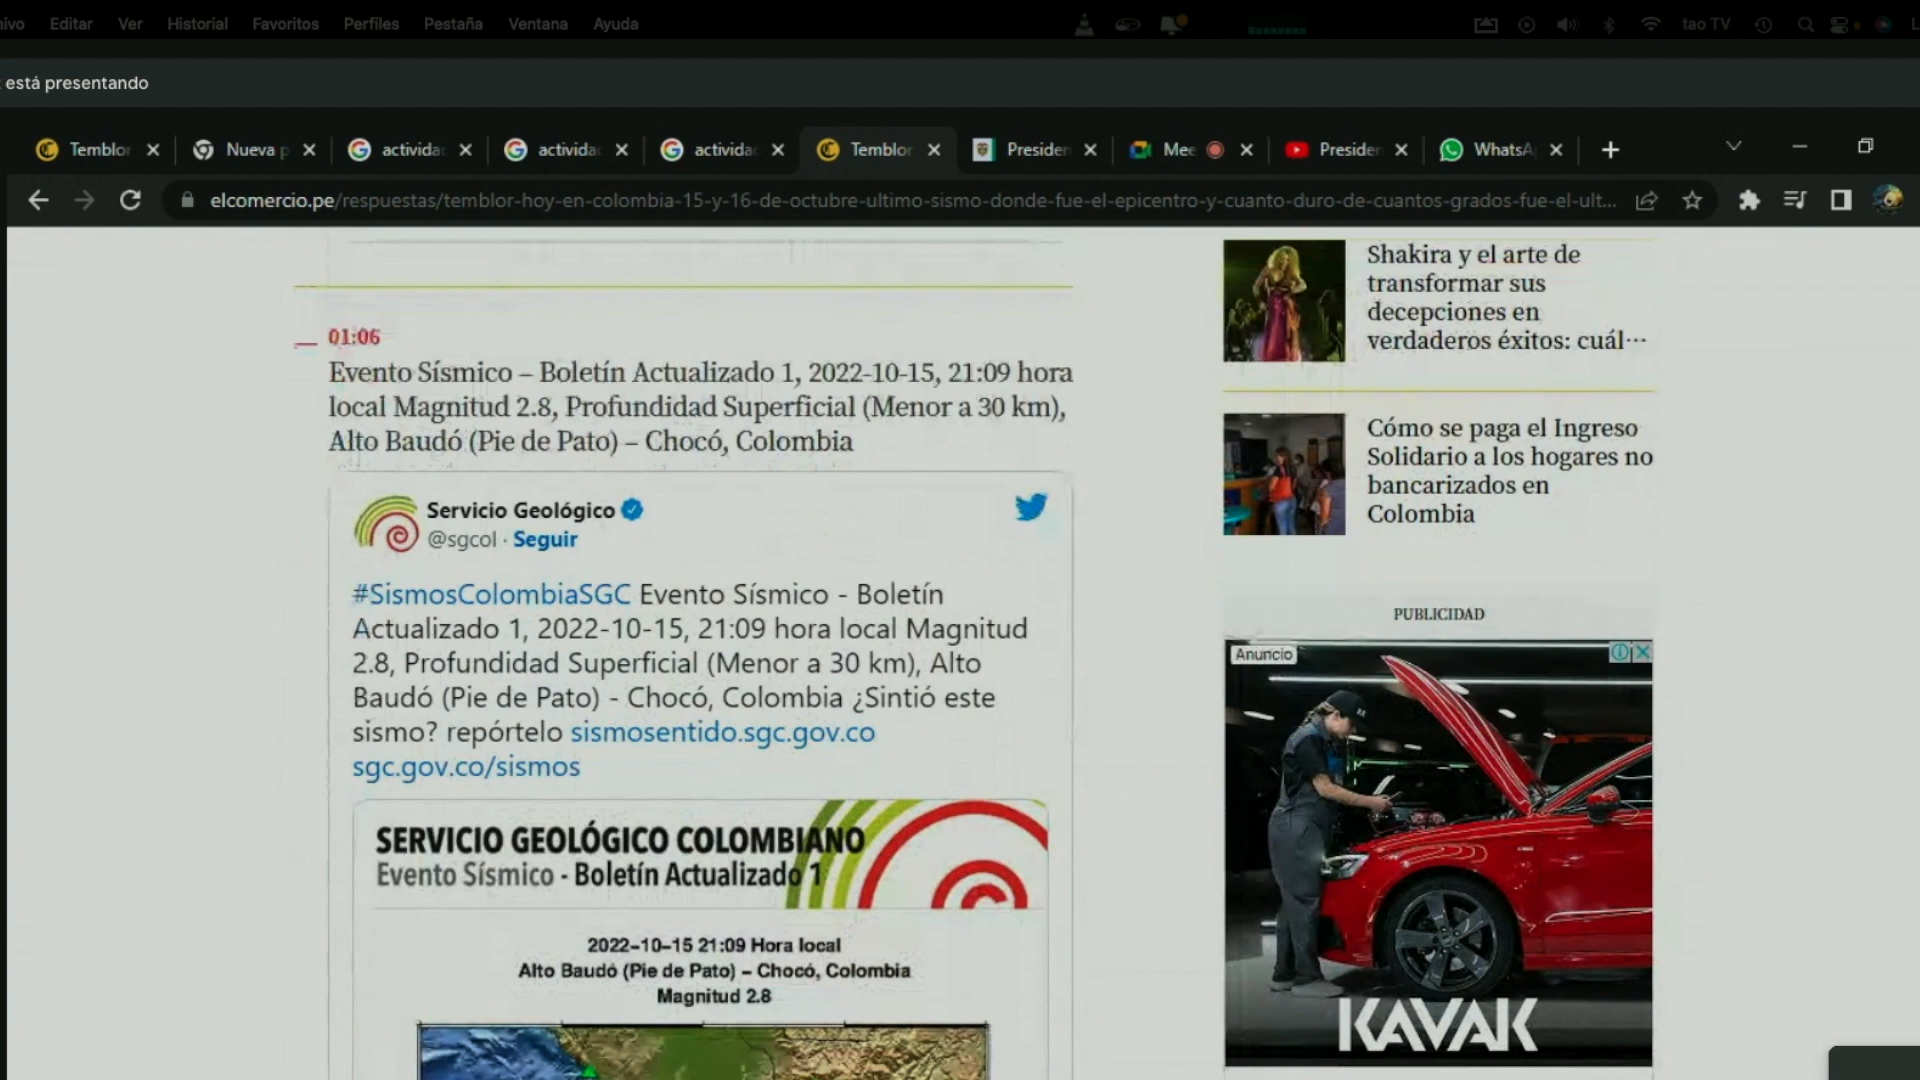 Editar Ver Historial Favoritos Perfiles Pestaña Ventana Ayuda tao TV
está presentando
Temblor Nueva p activida activida activida Temblor Presiden Mee Presiden WhatsA
elcomercio.pe/respuestas/temblor-hoy-en-colombia-15-y-16-de-octubre-ultimo-sismo-donde-fue-el-epicentro-y-cuanto-duro-de-cuantos-grados-fue-el-ult...
01:06
Evento Sísmico – Boletín Actualizado 1, 2022-10-15, 21:09 hora
local Magnitud 2.8, Profundidad Superficial (Menor a 30 km),
Alto Baudó (Pie de Pato) – Chocó, Colombia
Servicio Geológico
@sgcol · Seguir
#SismosColombiaSGC Evento Sísmico - Boletín
Actualizado 1, 2022-10-15, 21:09 hora local Magnitud
2.8, Profundidad Superficial (Menor a 30 km), Alto
Baudó (Pie de Pato) - Chocó, Colombia ¿Sintió este
sismo? repórtelo sismosentido.sgc.gov.co
sgc.gov.co/sismos
SERVICIO GEOLÓGICO COLOMBIANO
Evento Sísmico - Boletín Actualizado 1
2022-10-15 21:09 Hora local
Alto Baudó (Pie de Pato) – Chocó, Colombia
Magnitud 2.8
Shakira y el arte de
transformar sus
decepciones en
verdaderos éxitos: cuál···
Cómo se paga el Ingreso
Solidario a los hogares no
bancarizados en
Colombia
PUBLICIDAD
Anuncio
KAVAK